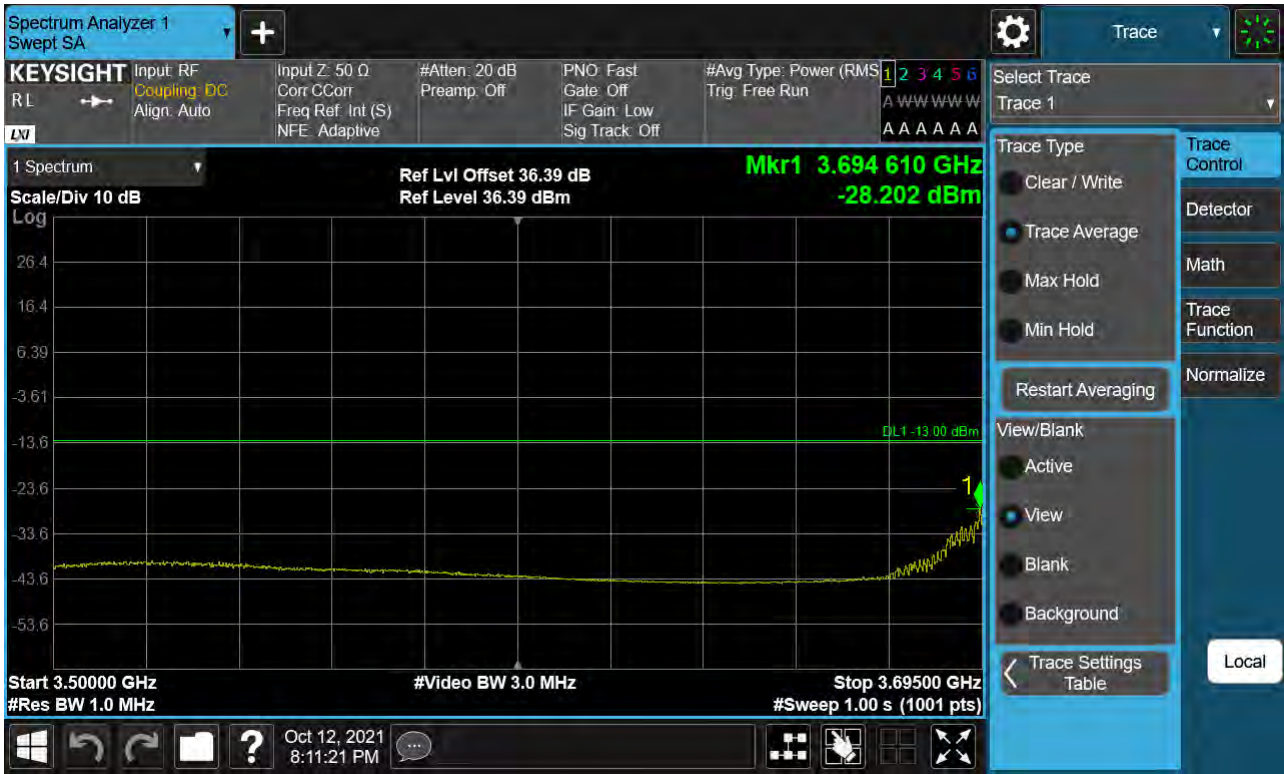 Spectrum Analyzer 1
Swept SA
Trace
KEYSIGHT
RL
LXI
Input: RF
Coupling: DC
Align: Auto
Input Z: 50 Ω
Corr CCorr
Freq Ref: Int (S)
NFE: Adaptive
#Atten: 20 dB
Preamp: Off
PNO: Fast
Gate: Off
IF Gain: Low
Sig Track: Off
#Avg Type: Power (RMS
Trig: Free Run
1 2 3 4 5 6
A W W W W W
A A A A A A
Select Trace
Trace 1
1 Spectrum
Scale/Div 10 dB
Log
Ref Lvl Offset 36.39 dB
Ref Level 36.39 dBm
Mkr1 3.694 610 GHz
-28.202 dBm
26.4
16.4
6.39
-3.61
-13.6
-23.6
-33.6
-43.6
-53.6
DL1 -13.00 dBm
1
Start 3.50000 GHz
#Res BW 1.0 MHz
#Video BW 3.0 MHz
Stop 3.69500 GHz
#Sweep 1.00 s (1001 pts)
Trace Type
Clear / Write
Trace Average
Max Hold
Min Hold
Restart Averaging
View/Blank
Active
View
Blank
Background
Trace Settings
Table
Trace
Control
Detector
Math
Trace
Function
Normalize
Local
?
Oct 12, 2021
8:11:21 PM